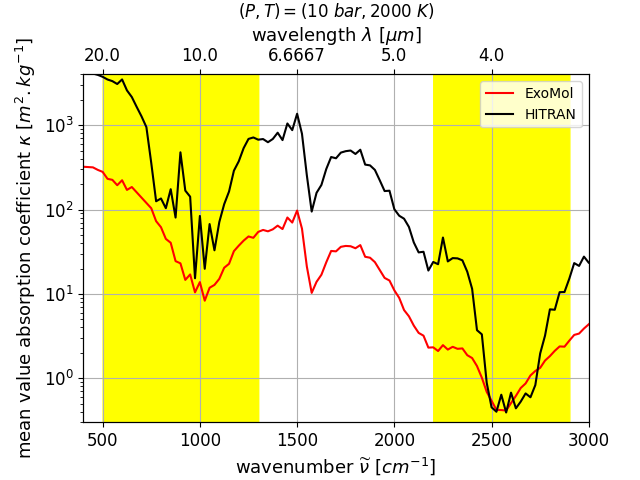 (P, T) = (10 bar, 2000 K)
wavelength λ [μm]
20.0 10.0 6.6667 5.0 4.0
ExoMol
HITRAN
mean value absorption coefficient κ [m².kg⁻¹]
10³
10²
10¹
10⁰
500 1000 1500 2000 2500 3000
wavenumber ν̃ [cm⁻¹]